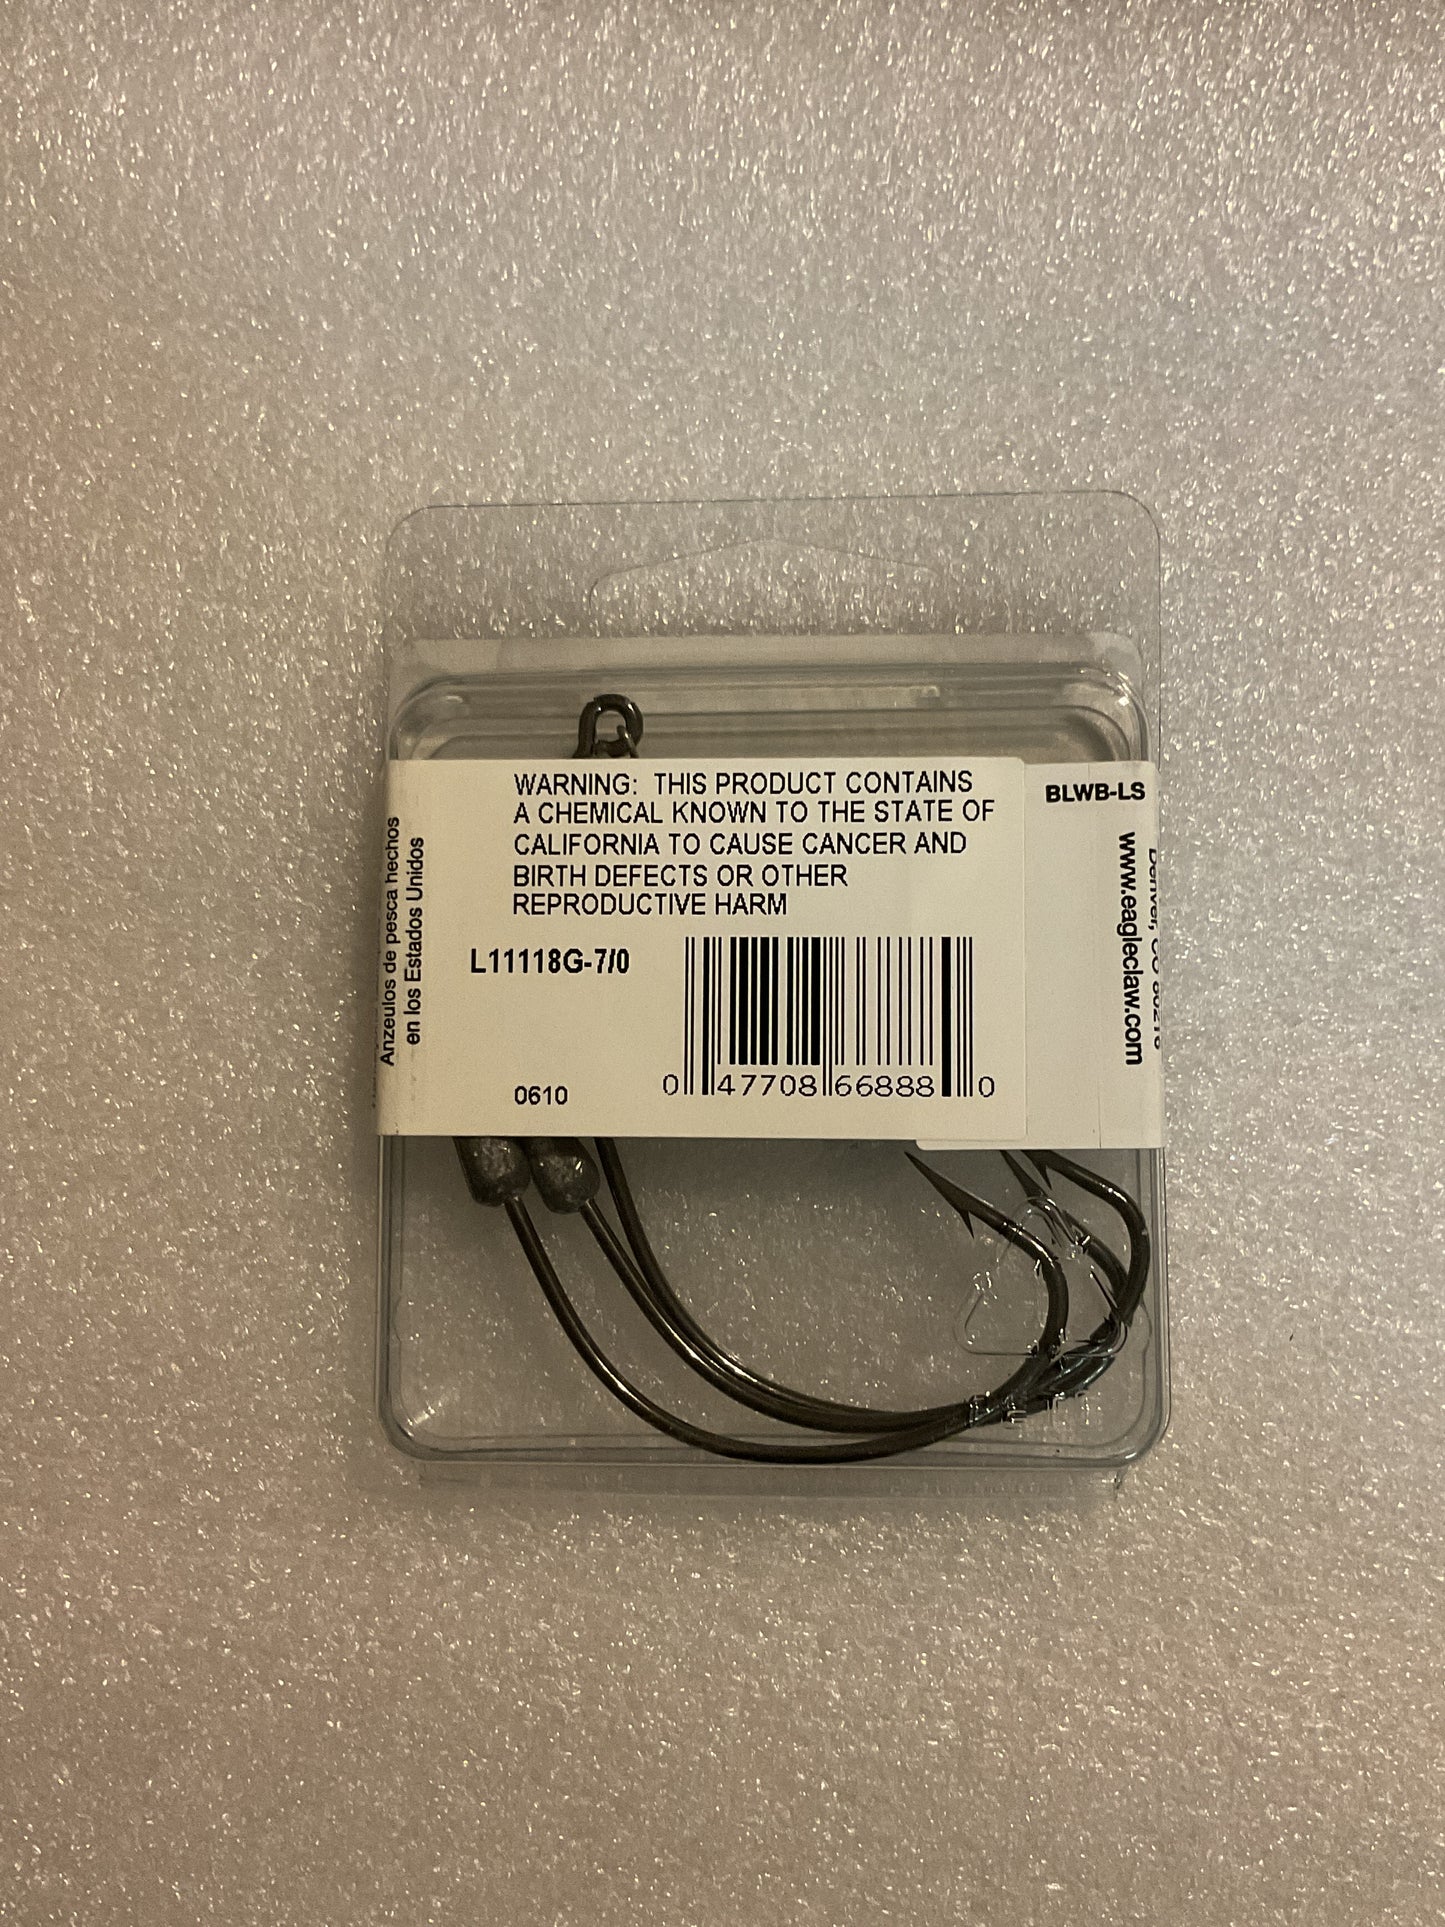 WARNING: THIS PRODUCT CONTAINS
A CHEMICAL KNOWN TO THE STATE OF
CALIFORNIA TO CAUSE CANCER AND
BIRTH DEFECTS OR OTHER
REPRODUCTIVE HARM
L11118G-7/0
0610
0 47708 66888 0
Anzeulos de pesca hechos
en los Estados Unidos
BLWB-LS
Denver, CO
www.eagleclaw.com